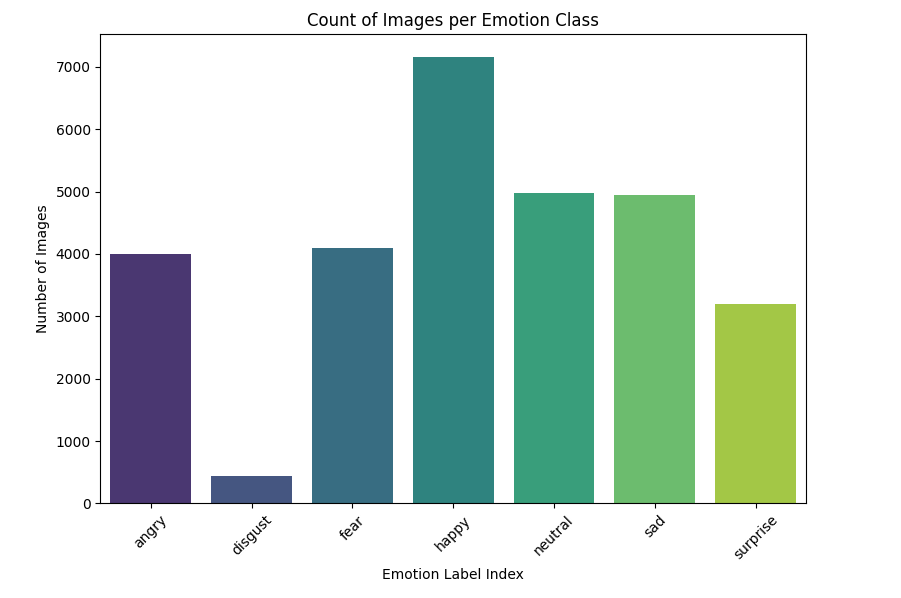 Count of Images per Emotion Class
Number of Images
7000
6000
5000
4000
3000
2000
1000
0
angry
disgust
fear
happy
neutral
sad
surprise
Emotion Label Index